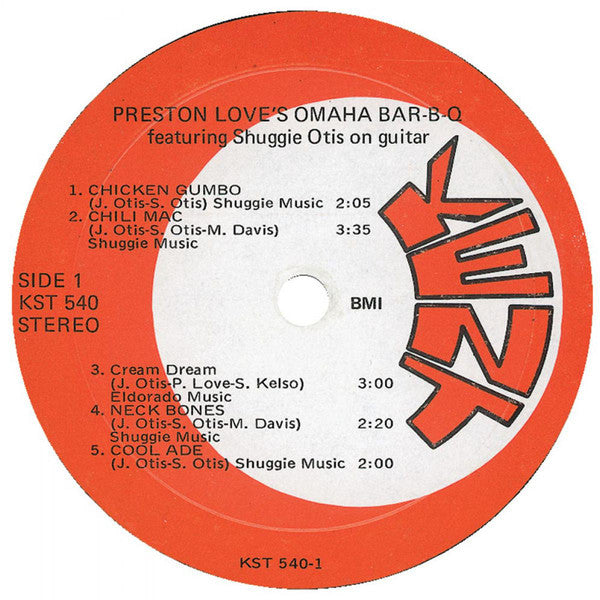 PRESTON LOVE'S OMAHA BAR-B-Q
featuring Shuggie Otis on guitar
1. CHICKEN GUMBO
(J. Otis-S. Otis) Shuggie Music 2:05
2. CHILI MAC
(J. Otis-S. Otis-M. Davis) 3:35
Shuggie Music
SIDE 1
KST 540
STEREO
BMI
KENT
3. Cream Dream
(J. Otis-P. Love-S. Kelso) 3:00
Eldorado Music
4. NECK BONES
(J. Otis-S. Otis-M. Davis) 2:20
Shuggie Music
5. COOL ADE
(J. Otis-S. Otis) Shuggie Music 2:00
KST 540-1